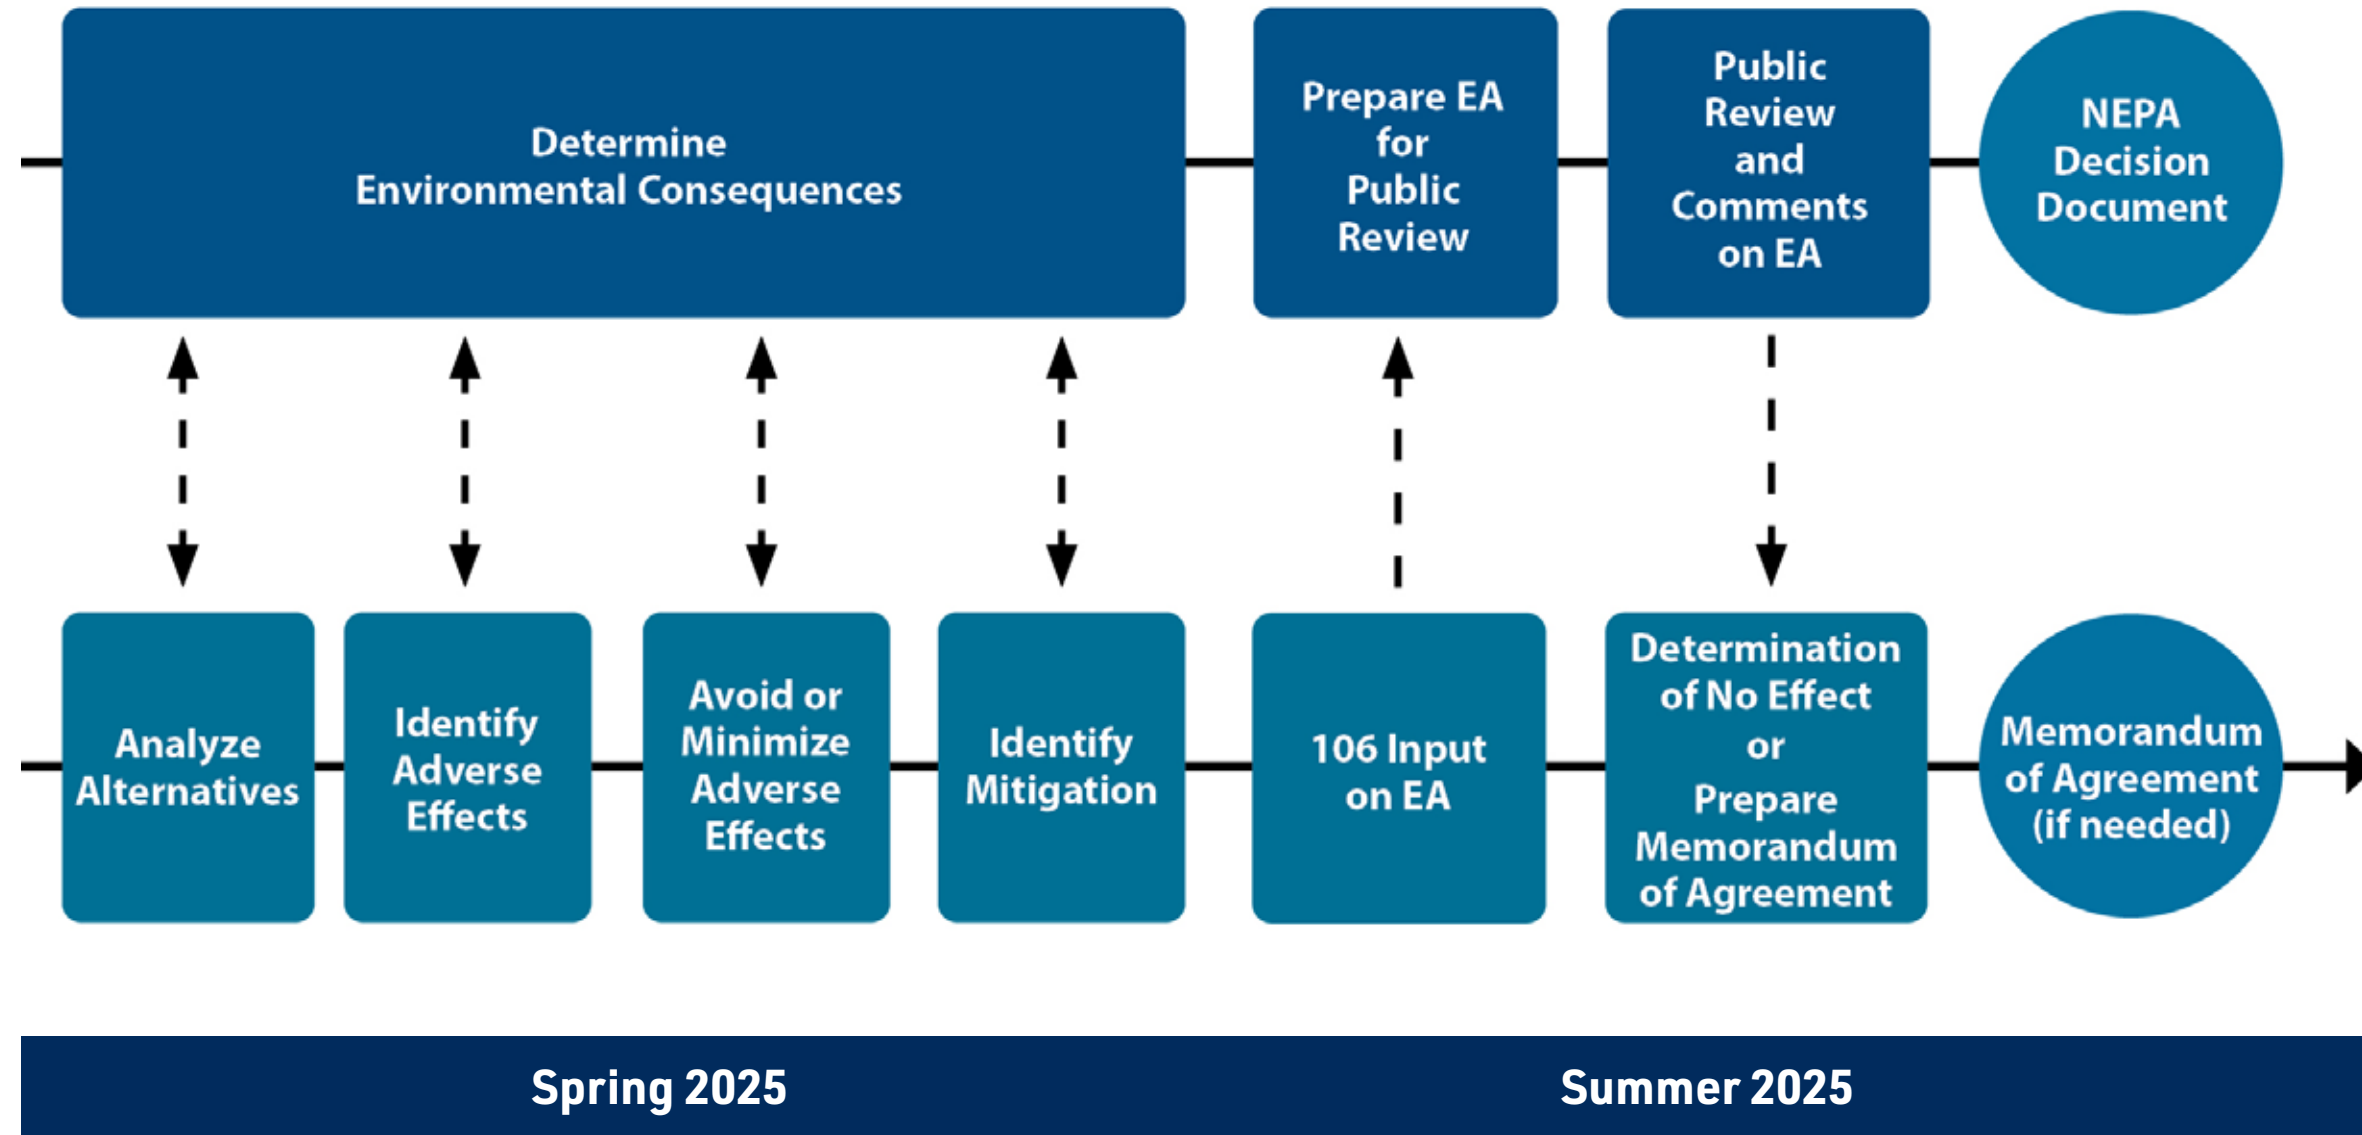 Determine
Environmental Consequences
Prepare EA
for
Public
Review
Public
Review
and
Comments
on EA
NEPA
Decision
Document
Analyze
Alternatives
Identify
Adverse
Effects
Avoid or
Minimize
Adverse
Effects
Identify
Mitigation
106 Input
on EA
Determination
of No Effect
or
Prepare
Memorandum
of Agreement
Memorandum
of Agreement
(if needed)
Spring 2025
Summer 2025